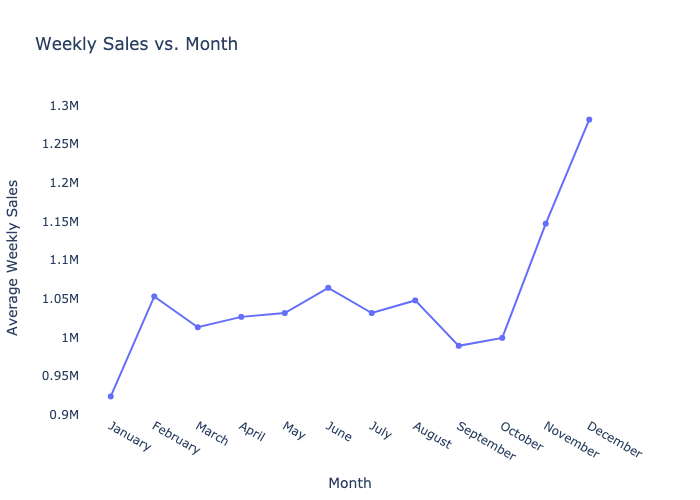 Weekly Sales vs. Month
Average Weekly Sales
1.3M
1.25M
1.2M
1.15M
1.1M
1.05M
1M
0.95M
0.9M
January
February
March
April
May
June
July
August
September
October
November
December
Month